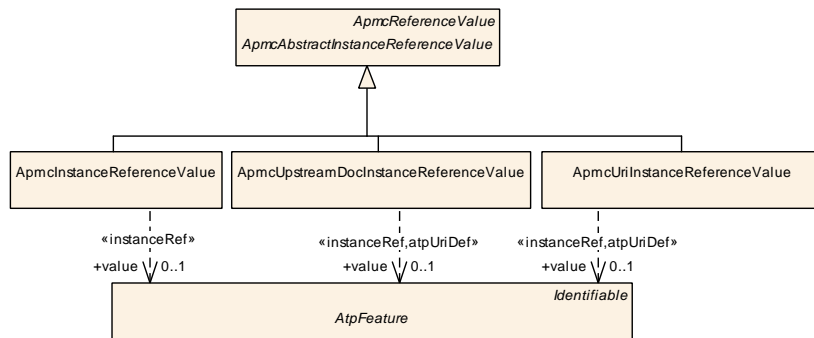 ApmcReferenceValue
ApmcAbstractInstanceReferenceValue
ApmcInstanceReferenceValue
ApmcUpstreamDocInstanceReferenceValue
ApmcUriInstanceReferenceValue
«instanceRef»
«instanceRef,atpUriDef»
«instanceRef,atpUriDef»
+value 0..1
+value 0..1
+value 0..1
Identifiable
AtpFeature